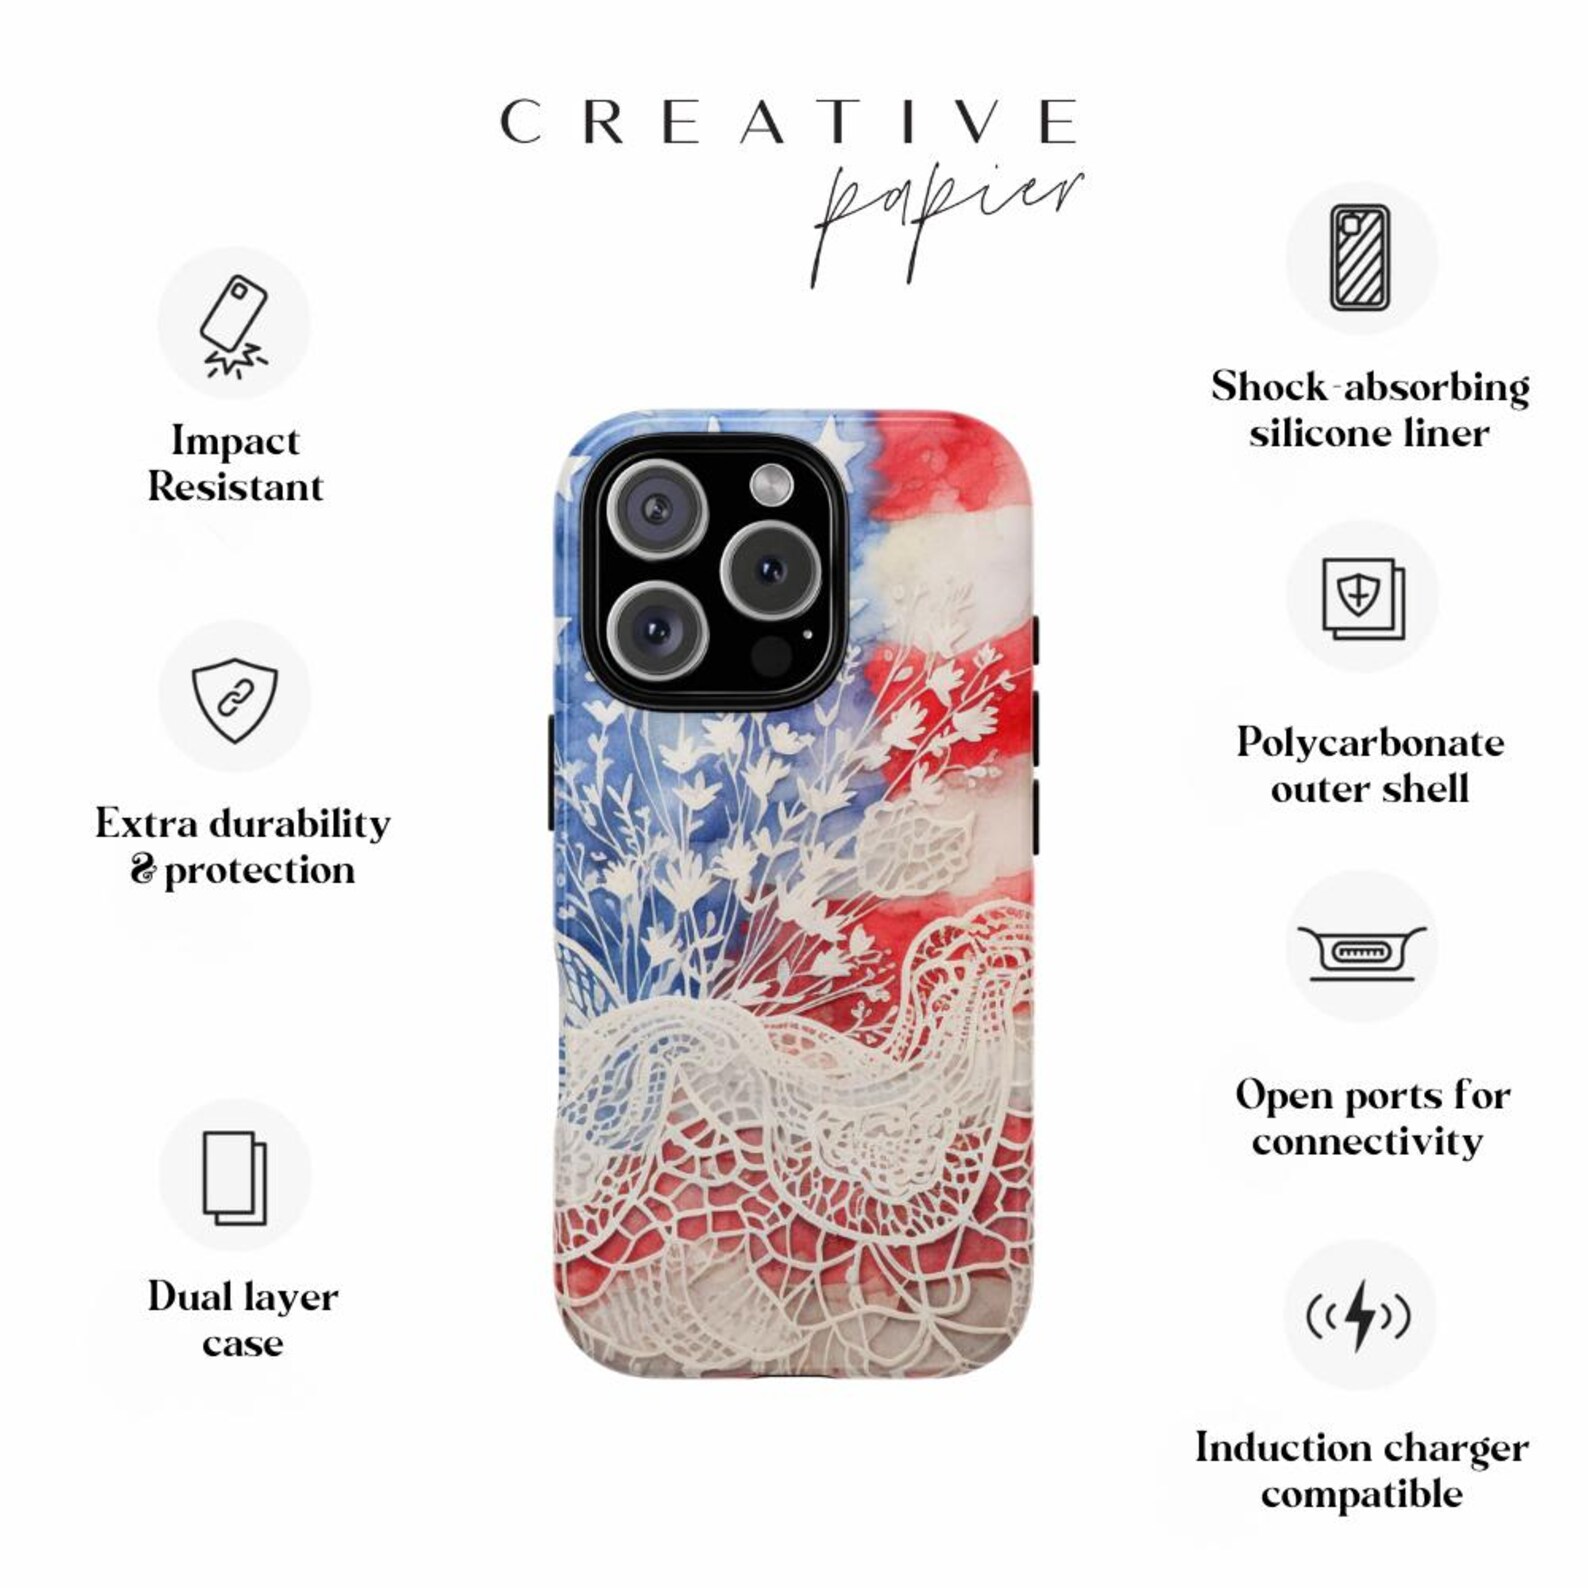 CREATIVE
papier
Impact
Resistant
Extra durability
& protection
Dual layer
case
Shock-absorbing
silicone liner
Polycarbonate
outer shell
Open ports for
connectivity
Induction charger
compatible